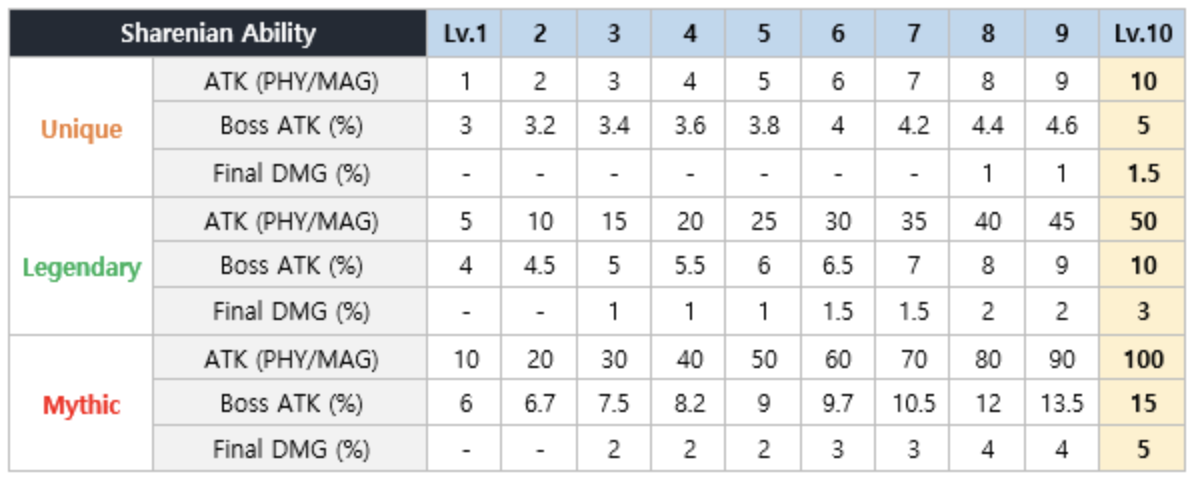 Sharenian Ability Lv.1 2 3 4 5 6 7 8 9 Lv.10
ATK (PHY/MAG) 1 2 3 4 5 6 7 8 9 10
Unique Boss ATK (%) 3 3.2 3.4 3.6 3.8 4 4.2 4.4 4.6 5
Final DMG (%) - - - - - - - 1 1 1.5
ATK (PHY/MAG) 5 10 15 20 25 30 35 40 45 50
Legendary Boss ATK (%) 4 4.5 5 5.5 6 6.5 7 8 9 10
Final DMG (%) - - 1 1 1 1.5 1.5 2 2 3
ATK (PHY/MAG) 10 20 30 40 50 60 70 80 90 100
Mythic Boss ATK (%) 6 6.7 7.5 8.2 9 9.7 10.5 12 13.5 15
Final DMG (%) - - 2 2 2 3 3 4 4 5